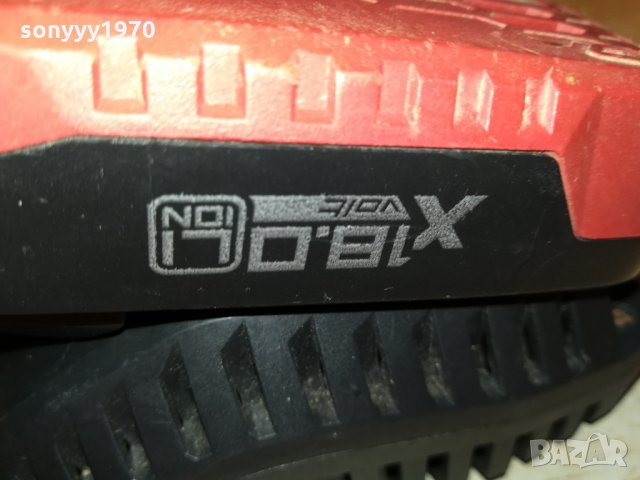 sonyyy1970
X18.0
volt
Li
ION
BAZAR